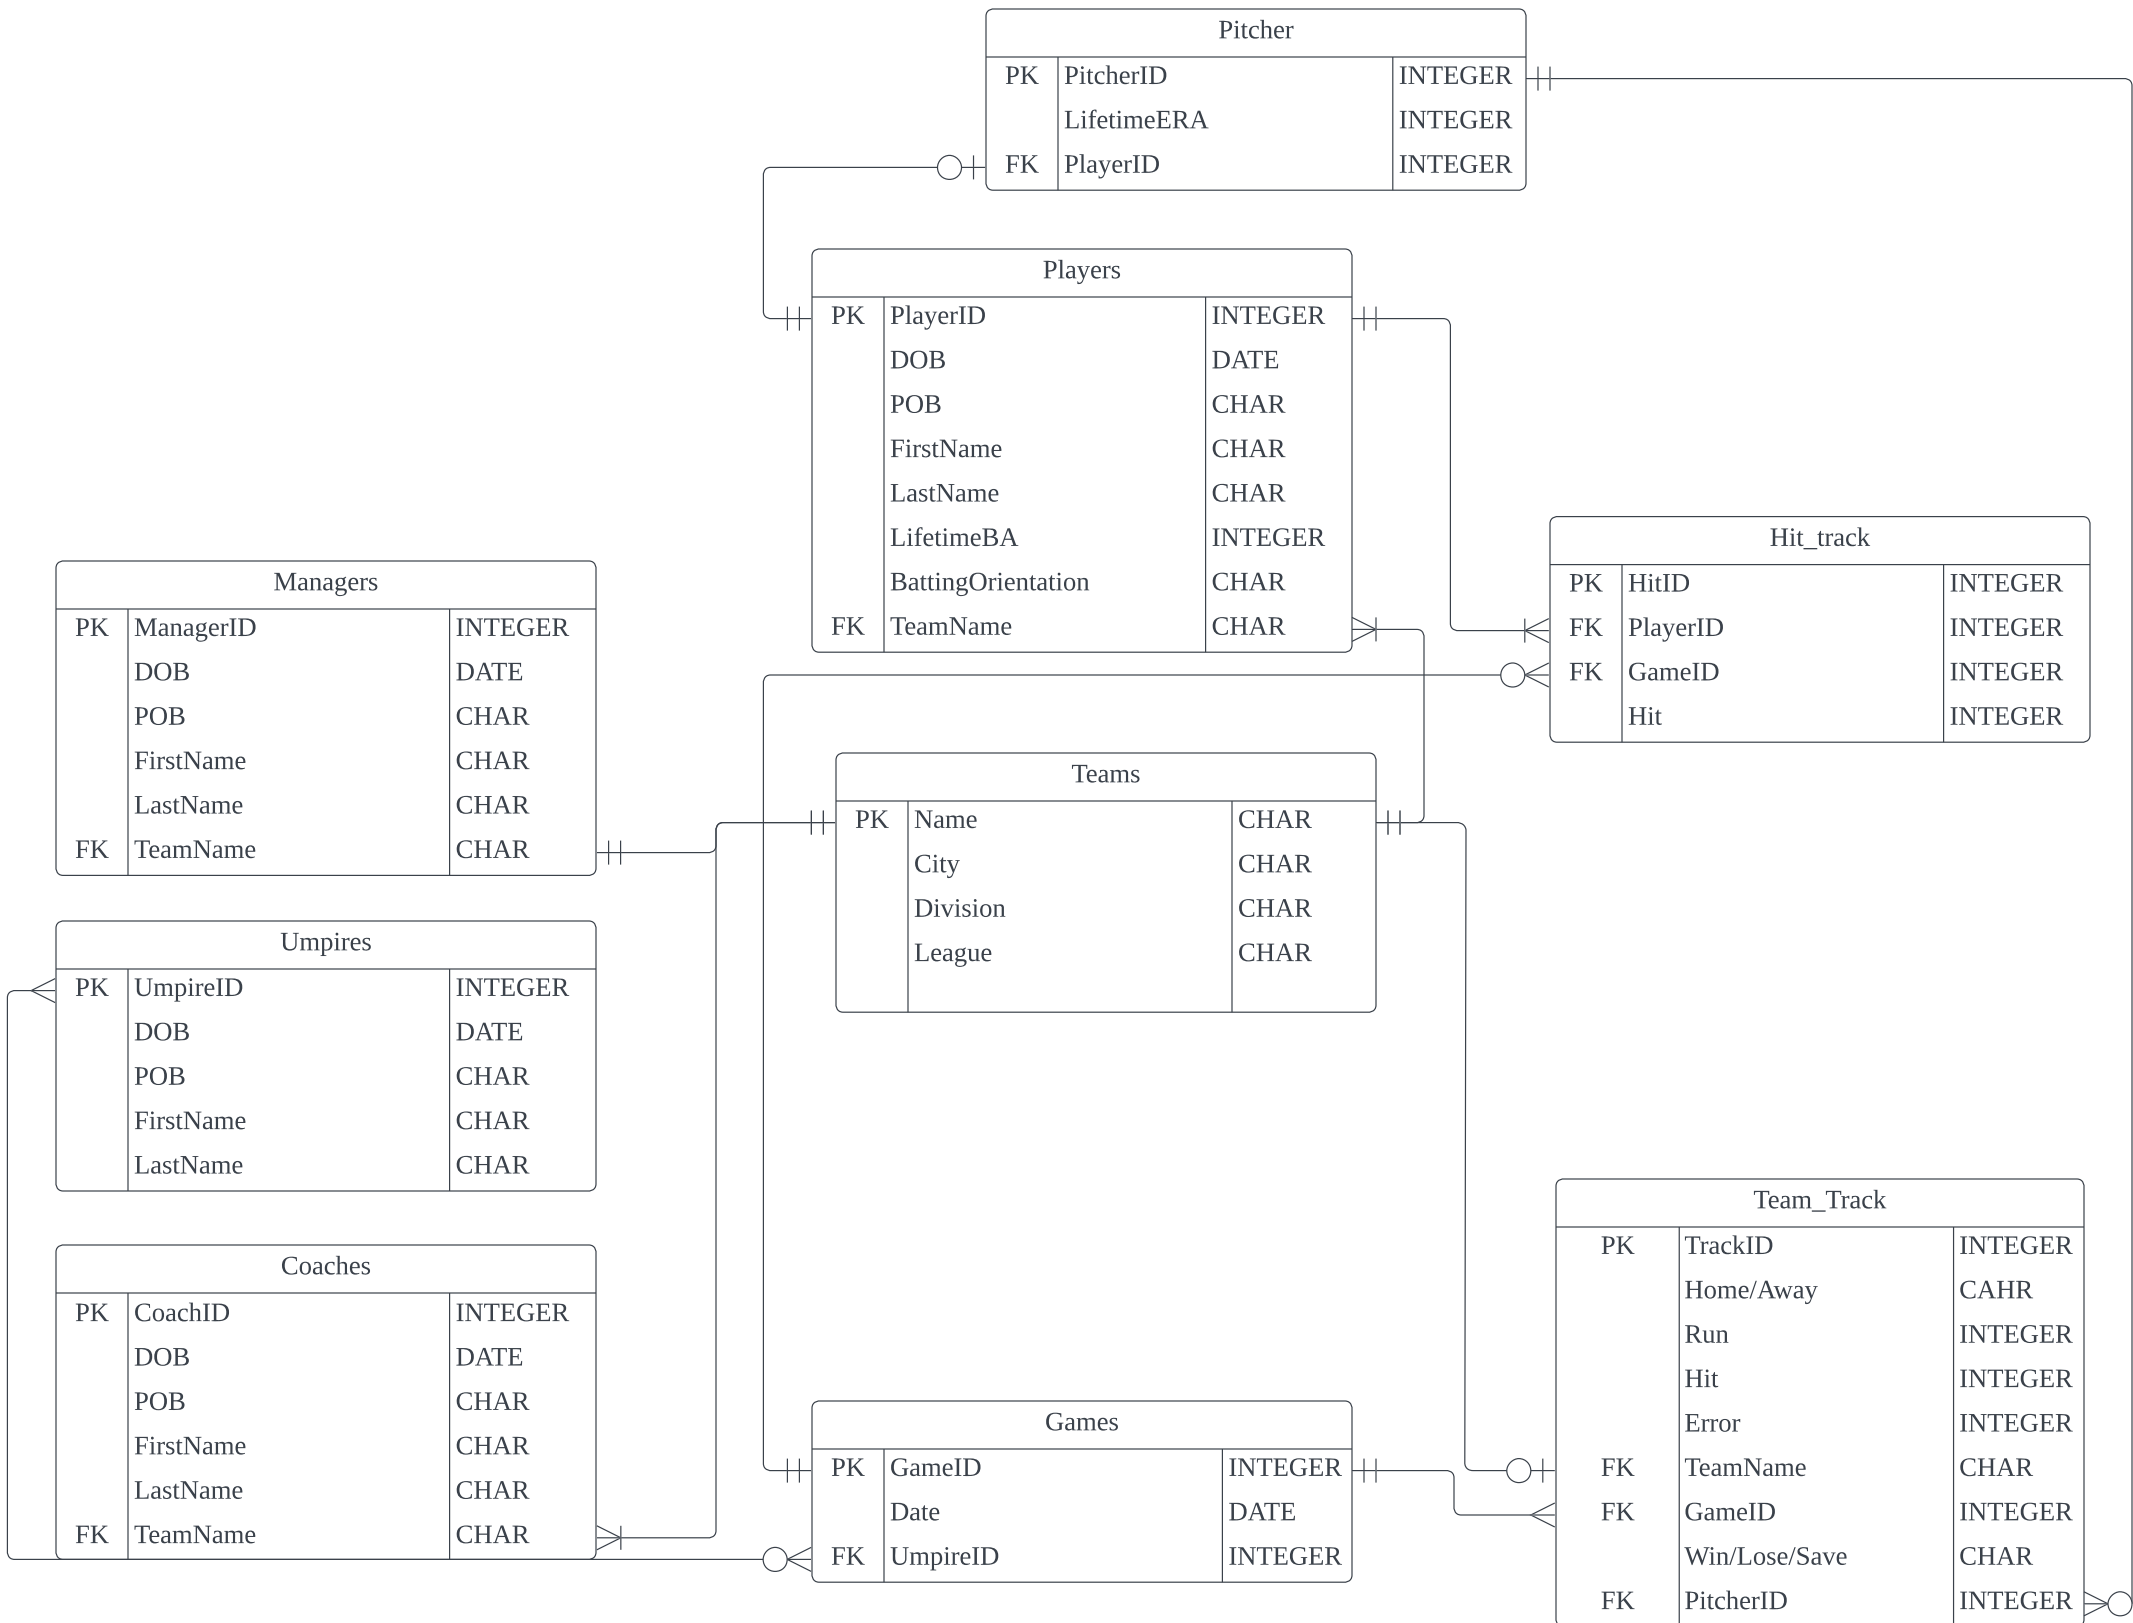 Pitcher
PK PitcherID INTEGER
LifetimeERA INTEGER
FK PlayerID INTEGER
Players
PK PlayerID INTEGER
DOB DATE
POB CHAR
FirstName CHAR
LastName CHAR
LifetimeBA INTEGER
BattingOrientation CHAR
FK TeamName CHAR
Hit_track
PK HitID INTEGER
FK PlayerID INTEGER
FK GameID INTEGER
Hit INTEGER
Managers
PK ManagerID INTEGER
DOB DATE
POB CHAR
FirstName CHAR
LastName CHAR
FK TeamName CHAR
Teams
PK Name CHAR
City CHAR
Division CHAR
League CHAR
Umpires
PK UmpireID INTEGER
DOB DATE
POB CHAR
FirstName CHAR
LastName CHAR
Coaches
PK CoachID INTEGER
DOB DATE
POB CHAR
FirstName CHAR
LastName CHAR
FK TeamName CHAR
Games
PK GameID INTEGER
Date DATE
FK UmpireID INTEGER
Team_Track
PK TrackID INTEGER
Home/Away CAHR
Run INTEGER
Hit INTEGER
Error INTEGER
FK TeamName CHAR
FK GameID INTEGER
Win/Lose/Save CHAR
FK PitcherID INTEGER